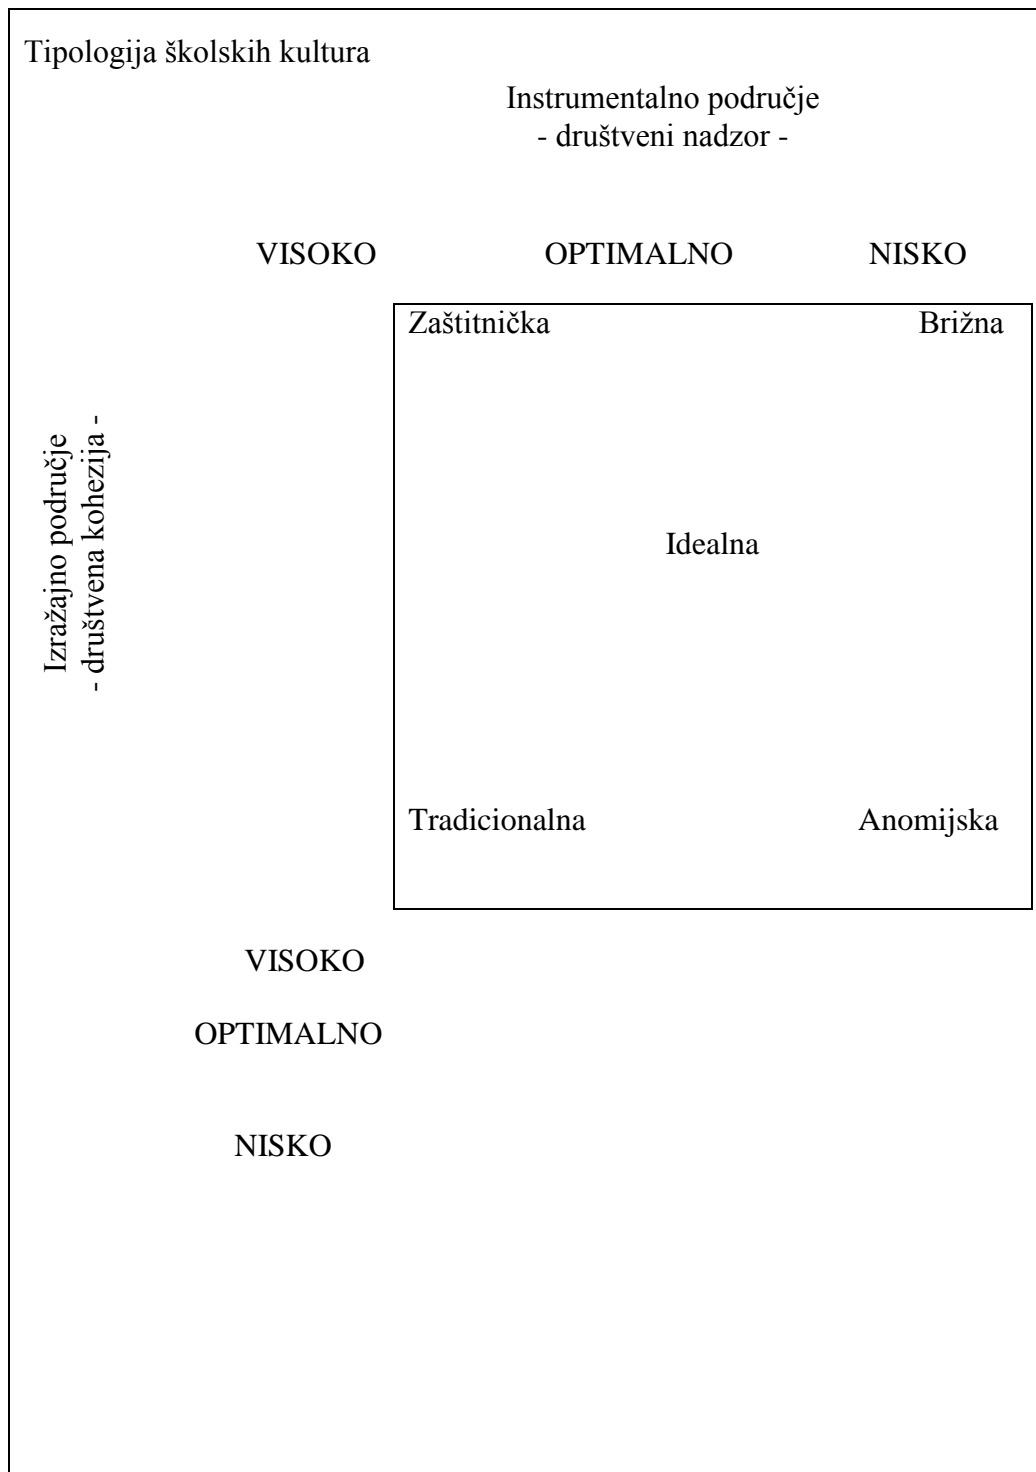 Tipologija školskih kultura
Instrumentalno područje
- društveni nadzor -
VISOKO OPTIMALNO NISKO
Zaštitnička Brižna
Izražajno područje
- društvena kohezija -
Idealna
Tradicionalna Anomijska
VISOKO
OPTIMALNO
NISKO